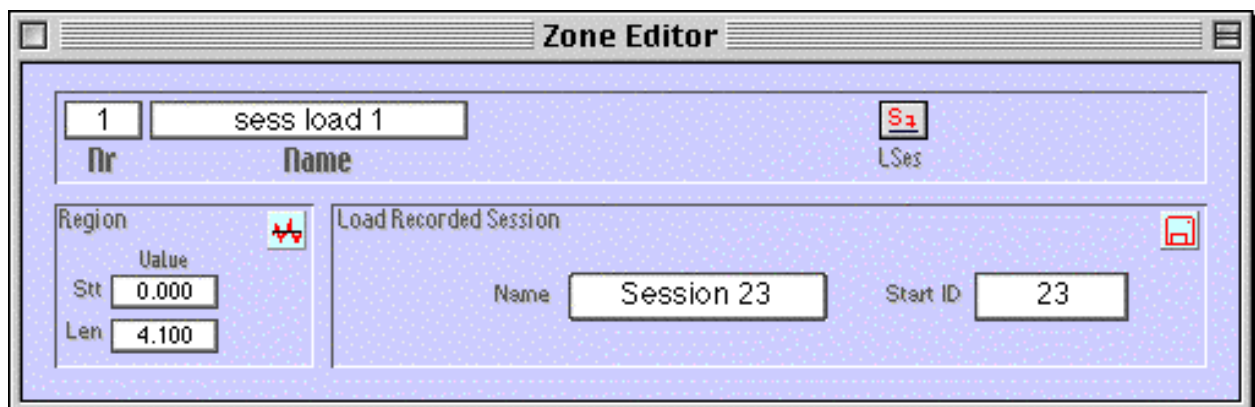 Zone Editor
1 sess load 1 S
Nr Name LSes
Region
Value
Stt 0.000
Len 4.100
Load Recorded Session
Name Session 23 Start ID 23